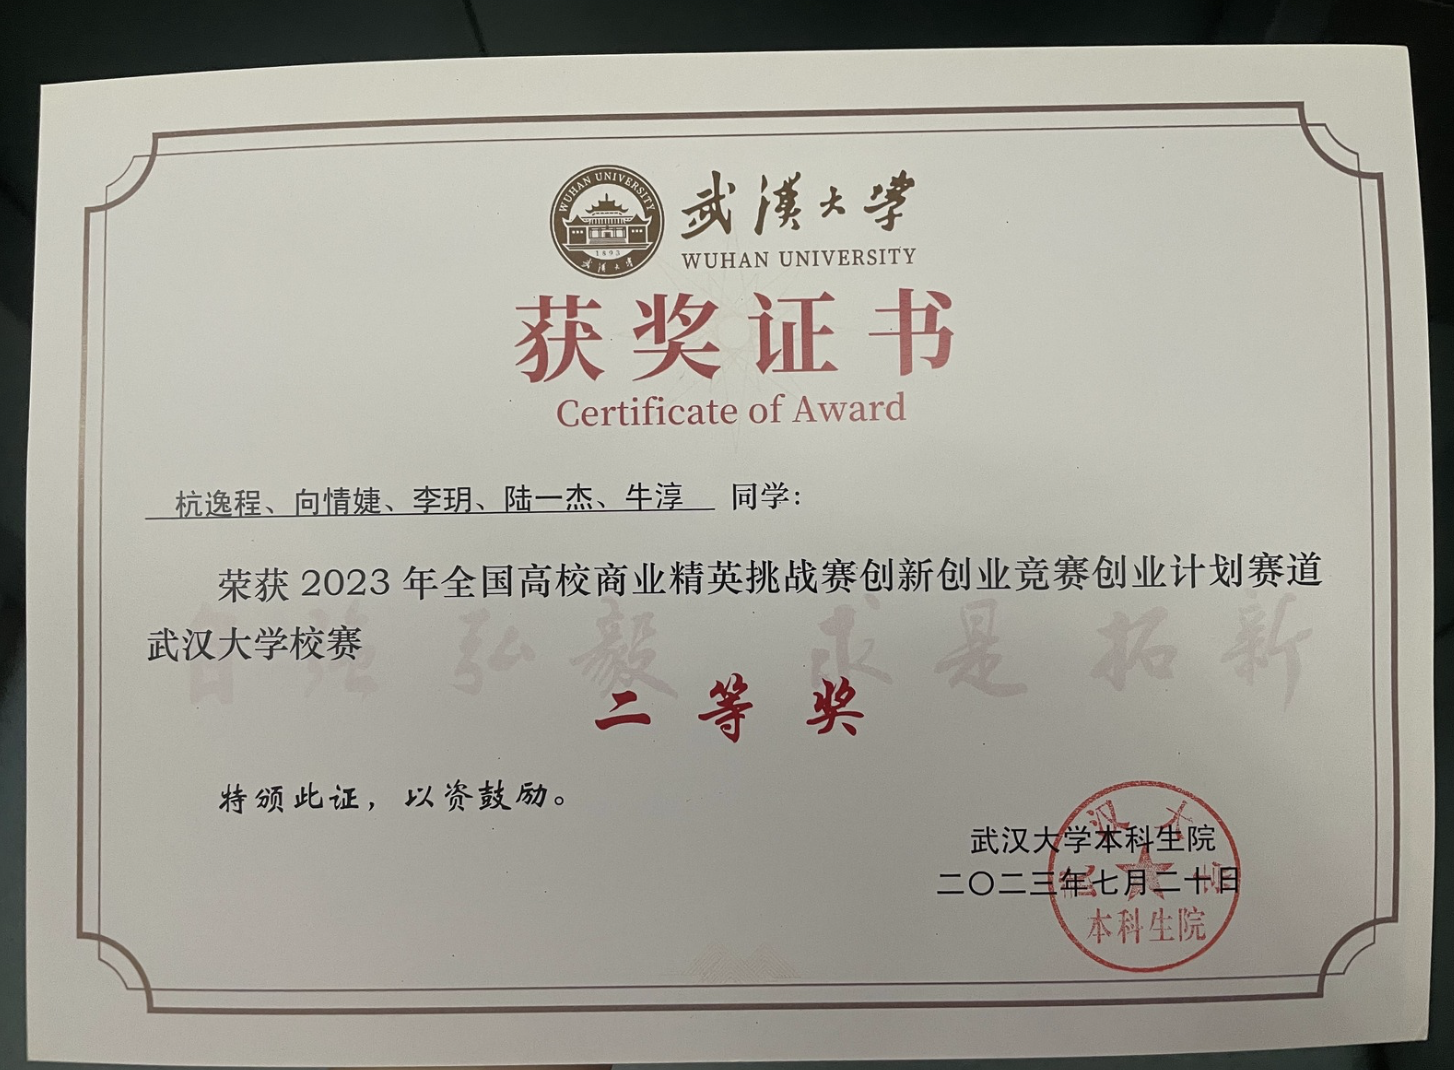 WUHAN UNIVERSITY
1893
武漢大学
武漢大学
WUHAN UNIVERSITY
获奖证书
Certificate of Award
杭逸程、向情婕、李玥、陆一杰、牛淳 同学：
荣获 2023 年全国高校商业精英挑战赛创新创业竞赛创业计划赛道
武汉大学校赛
自强 弘毅 求是 拓新
二等奖
特颁此证，以资鼓励。
武汉大学本科生院
二〇二三年七月二十日
武汉大学
本科生院